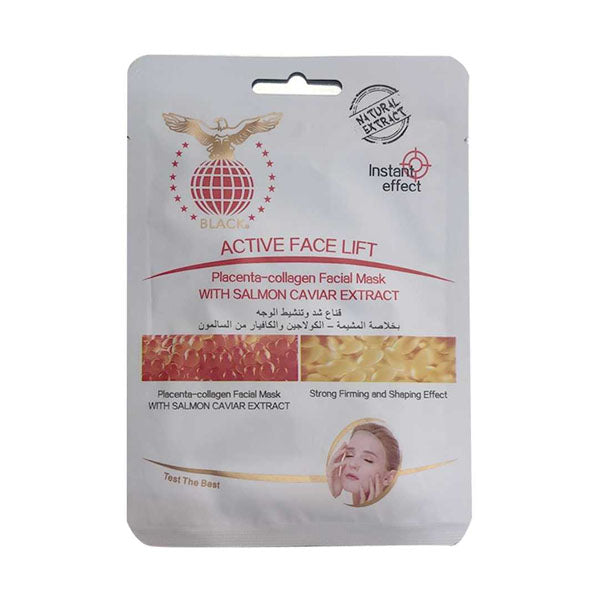 NATURAL
EXTRACT
Instant
effect
BLACK®
ACTIVE FACE LIFT
Placenta-collagen Facial Mask
WITH SALMON CAVIAR EXTRACT
قناع شد وتنشيط الوجه
بخلاصة المشيمة – الكولاجين والكافيار من السالمون
Placenta-collagen Facial Mask
WITH SALMON CAVIAR EXTRACT
Strong Firming and Shaping Effect
Test The Best